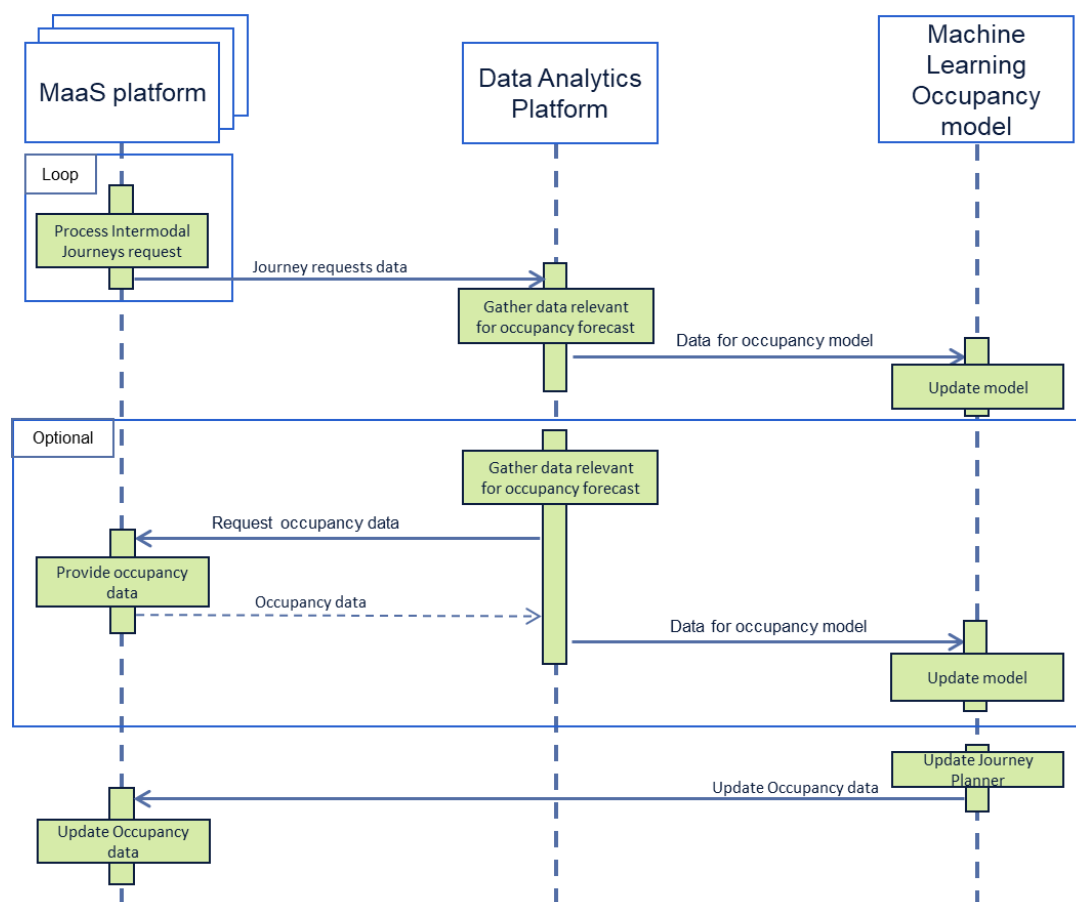 MaaS platform
Data Analytics
Platform
Machine
Learning
Occupancy
model
Loop
Process Intermodal
Journeys request
Journey requests data
Gather data relevant
for occupancy forecast
Data for occupancy model
Update model
Optional
Gather data relevant
for occupancy forecast
Request occupancy data
Provide occupancy
data
Occupancy data
Data for occupancy model
Update model
Update Journey
Planner
Update Occupancy data
Update Occupancy
data